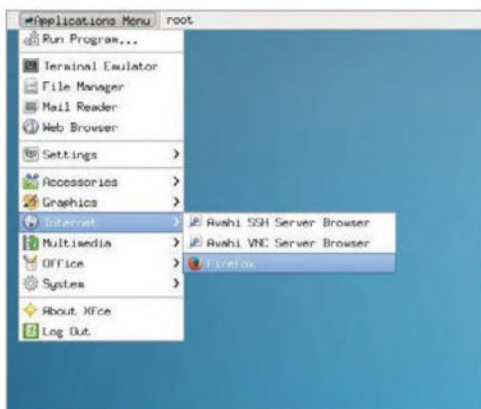 Applications Menu root
Run Program...
Terminal Emulator
File Manager
Mail Reader
Web Browser
Settings
Accessories
Graphics
Internet
Avahi SSH Server Browser
Multimedia
Avahi VNC Server Browser
Office
Firefox
System
About Xfce
Log Out